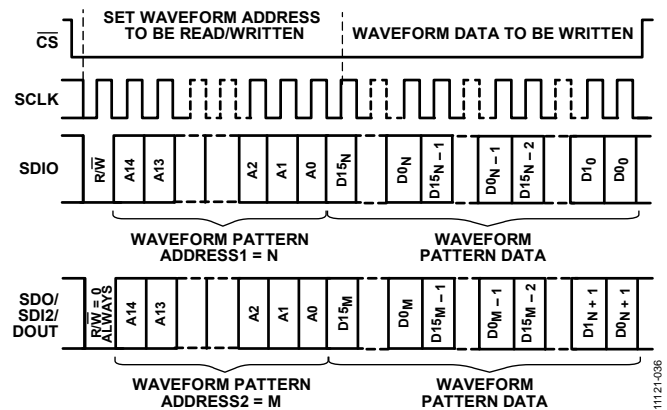 SET WAVEFORM ADDRESS
TO BE READ/WRITTEN
WAVEFORM DATA TO BE WRITTEN
CS
SCLK
SDIO
R/W
A14
A13
A2
A1
A0
D15N
D0N
D15N – 1
D0N – 1
D15N – 2
D10
D00
WAVEFORM PATTERN
ADDRESS1 = N
WAVEFORM
PATTERN DATA
SDO/
SDI2/
DOUT
R/W = 0
ALWAYS
A14
A13
A2
A1
A0
D15M
D0M
D15M – 1
D0M – 1
D15M – 2
D1N + 1
D0N + 1
WAVEFORM PATTERN
ADDRESS2 = M
WAVEFORM
PATTERN DATA
11121-036